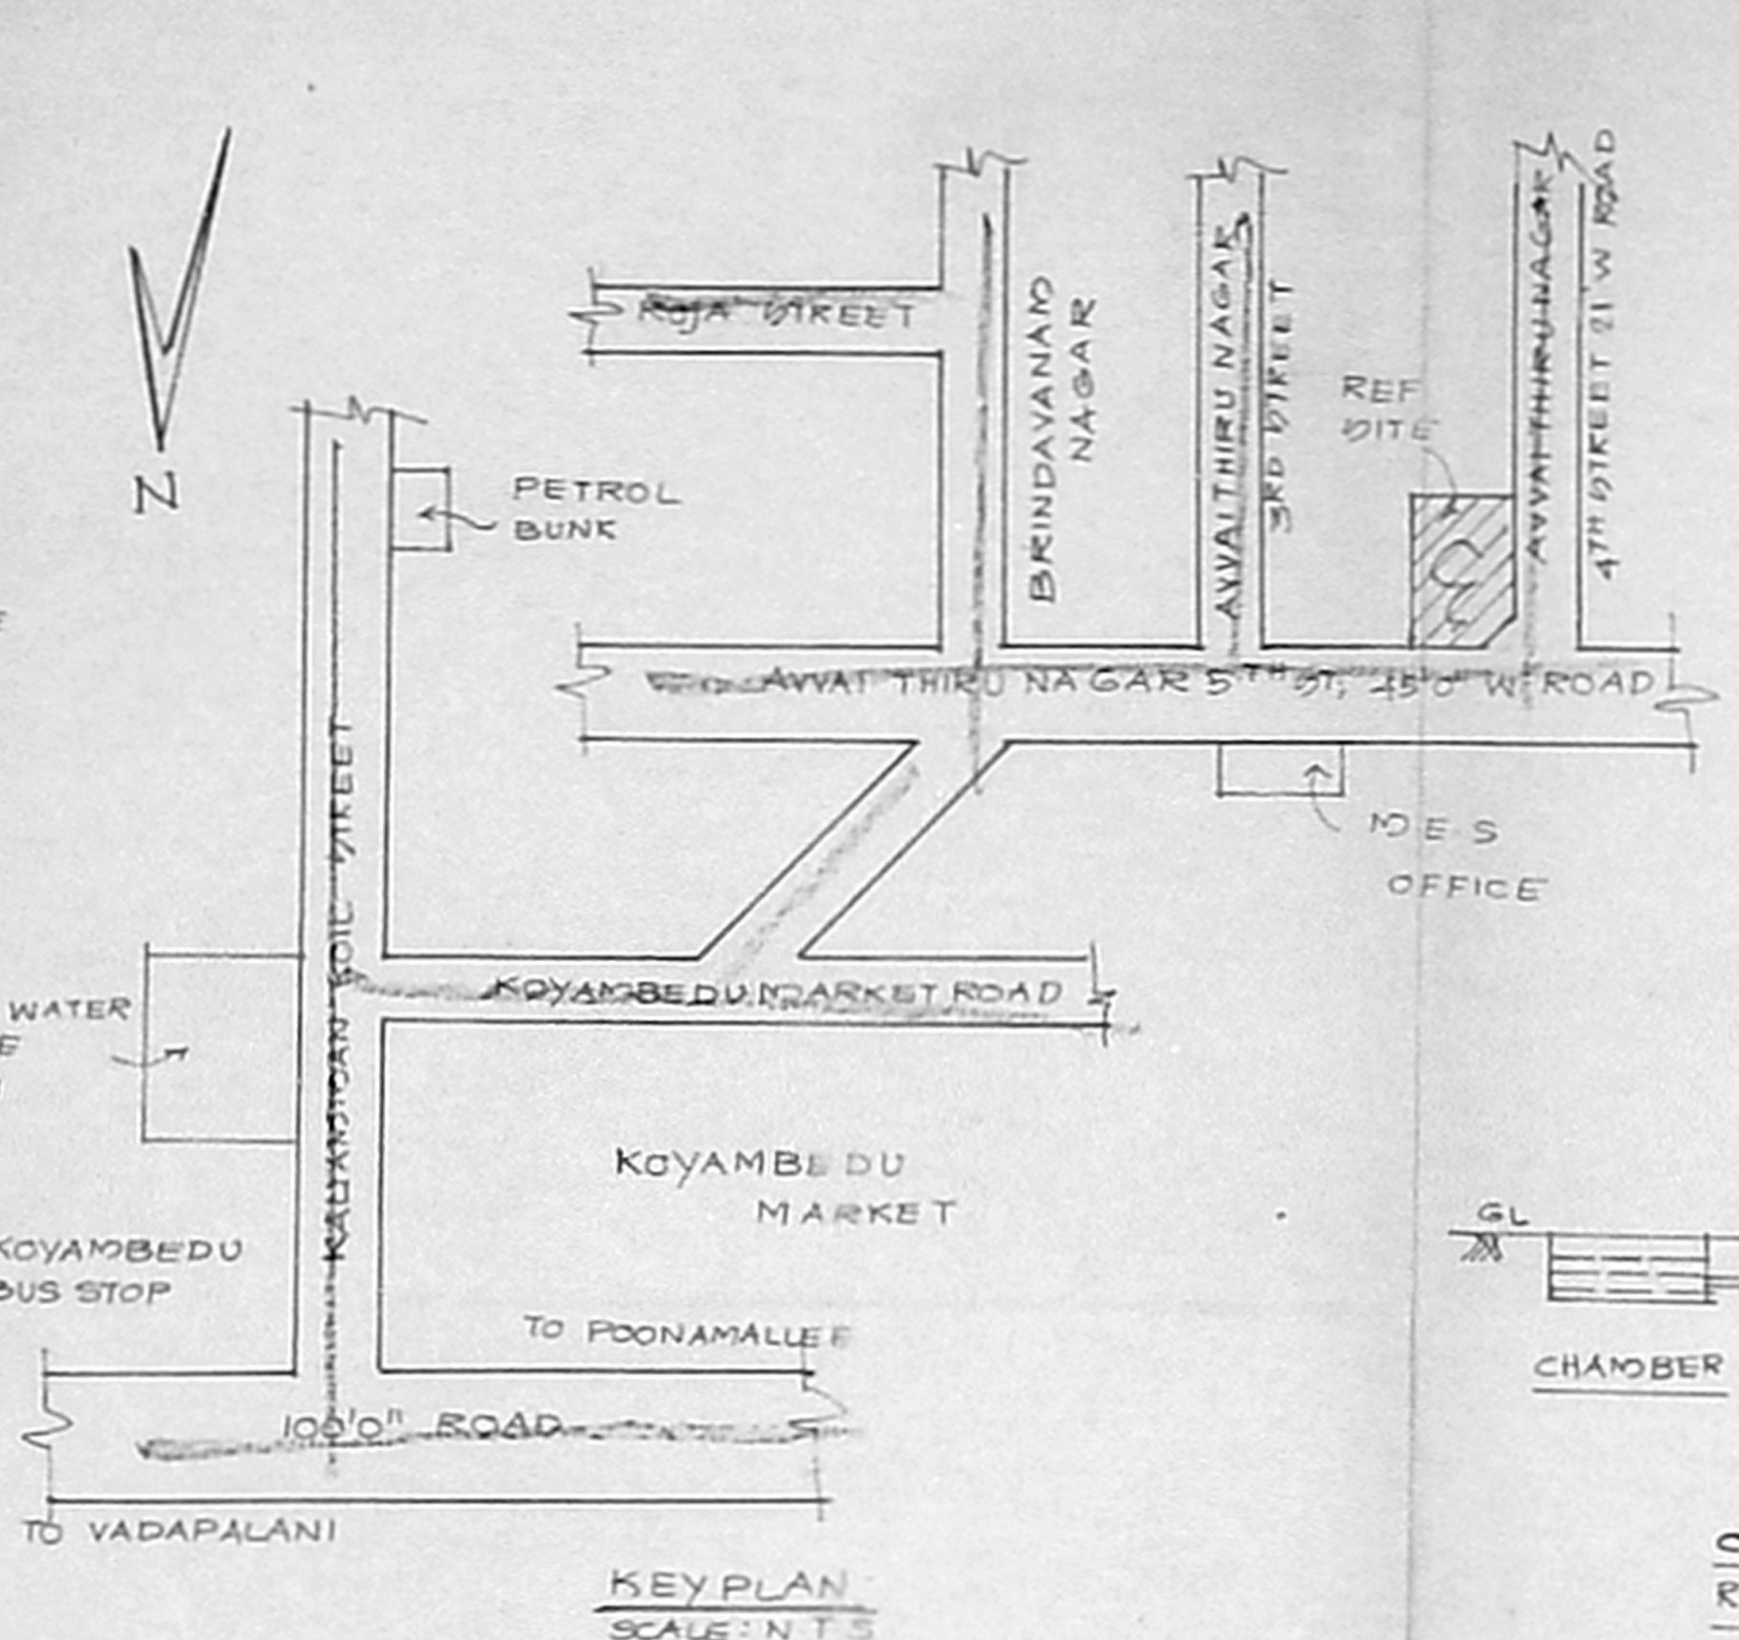 N
ROJA STREET
BRINDAVANAM
NAGAR
AVVAI THIRU NAGAR
3RD STREET
REF
SITE
AVVAI THIRU NAGAR
4TH STREET 21'W ROAD
PETROL
BUNK
AVVAI THIRU NAGAR 5TH ST, 45'0" W ROAD
M E S
OFFICE
KOIL STREET
KOYAMBEDU MARKET ROAD
WATER
KOYAMBEDU
MARKET
KOYAMBEDU
BUS STOP
GL
CHAMBER
TO POONAMALLEE
100'0" ROAD
TO VADAPALANI
KEY PLAN
SCALE: N T S